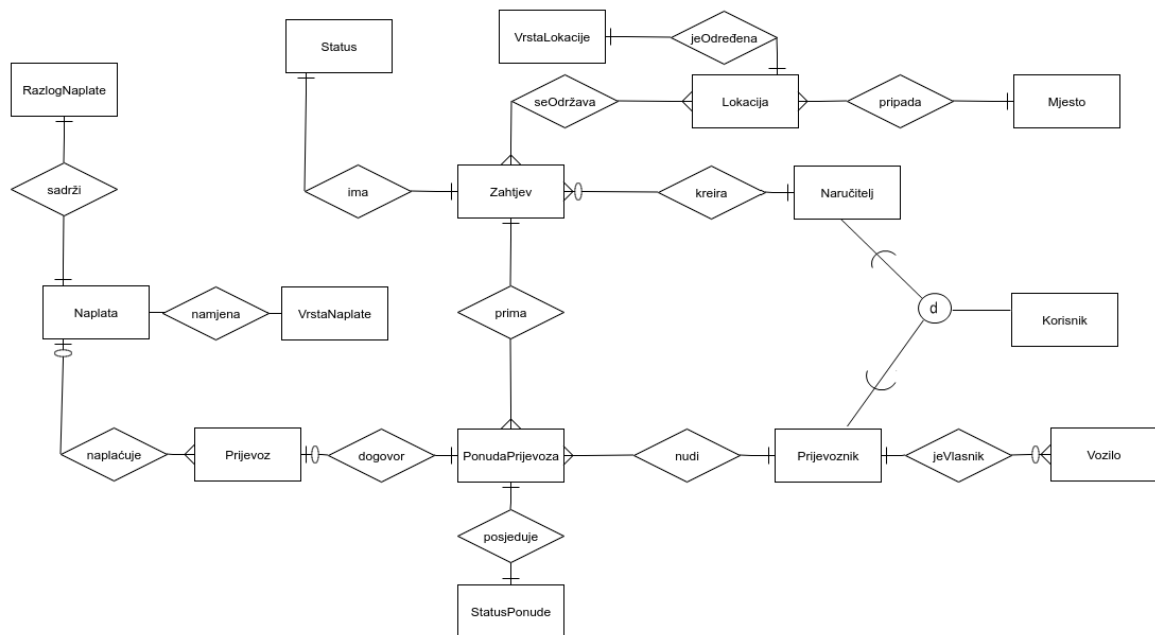 VrstaLokacije
jeOdređena
Status
RazlogNaplate
seOdržava
Lokacija
pripada
Mjesto
sadrži
ima
Zahtjev
kreira
Naručitelj
Naplata
namjena
VrstaNaplate
prima
d
Korisnik
naplaćuje
Prijevoz
dogovor
PonudaPrijevoza
nudi
Prijevoznik
jeVlasnik
Vozilo
posjeduje
StatusPonude